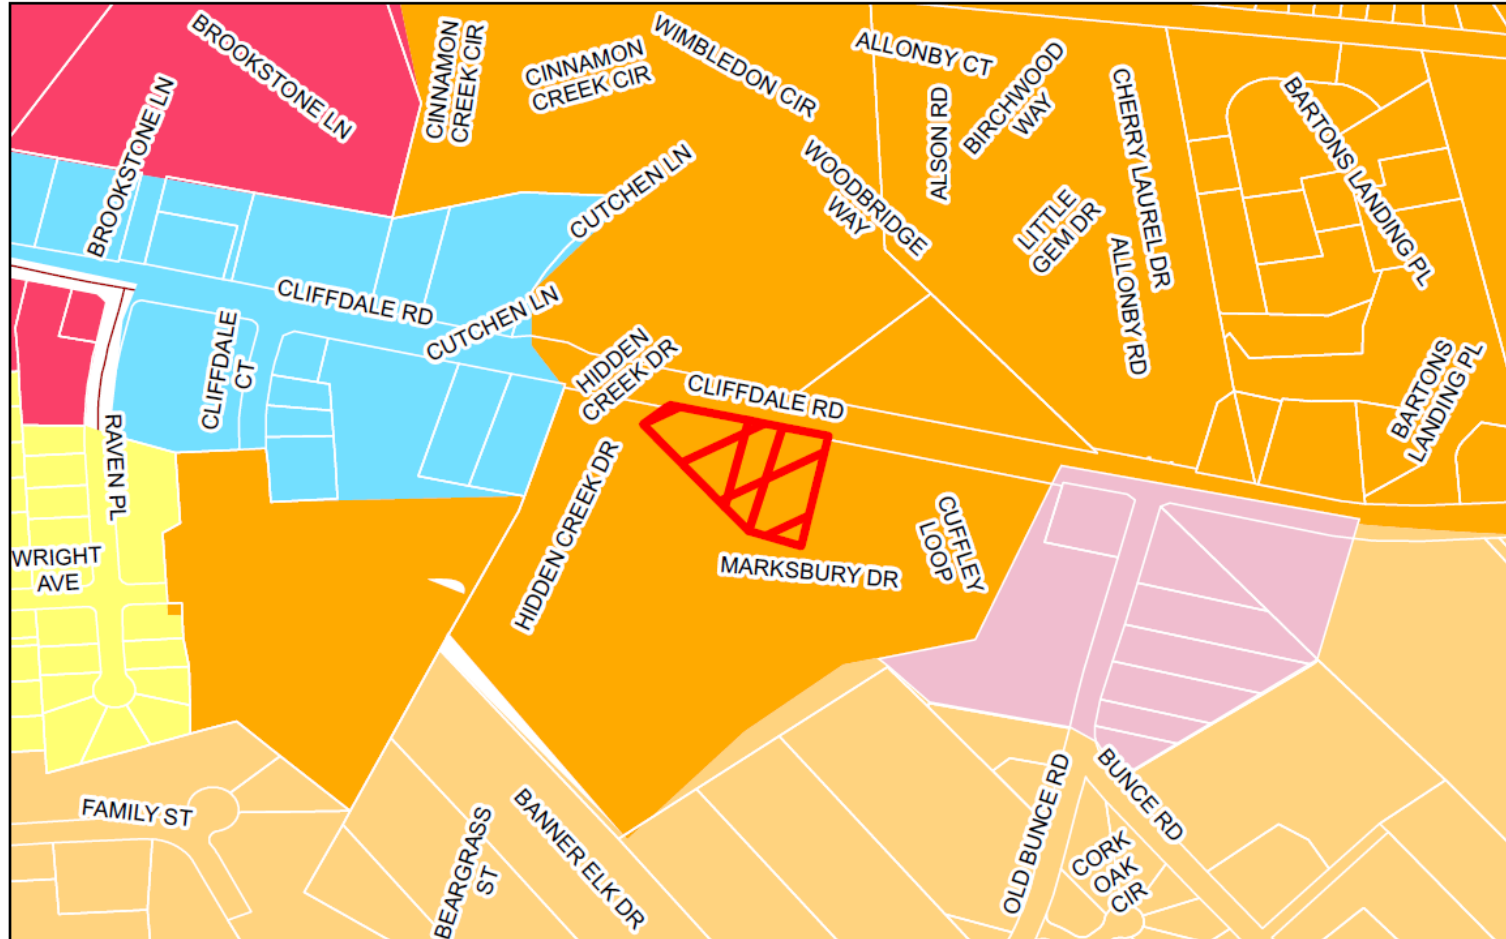 BROOKSTONE LN
CINNAMON
CREEK CIR
CINNAMON
CREEK CIR
WIMBLEDON CIR
ALLONBY CT
BIRCHWOOD
WAY
ALSON RD
CHERRY LAUREL DR
BARTONS LANDING PL
BROOKSTONE LN
CUTCHEN LN
WOODBRIDGE
WAY
LITTLE
GEM DR
ALLONBY RD
CLIFFDALE RD
CUTCHEN LN
CLIFFDALE
CT
HIDDEN
CREEK DR
CLIFFDALE RD
BARTONS
LANDING PL
RAVEN PL
HIDDEN CREEK DR
CUFFLEY
LOOP
WRIGHT
AVE
MARKSBURY DR
FAMILY ST
BEARGRASS
ST
BANNER ELK DR
OLD BUNCE RD
BUNCE RD
CORK
OAK
CIR